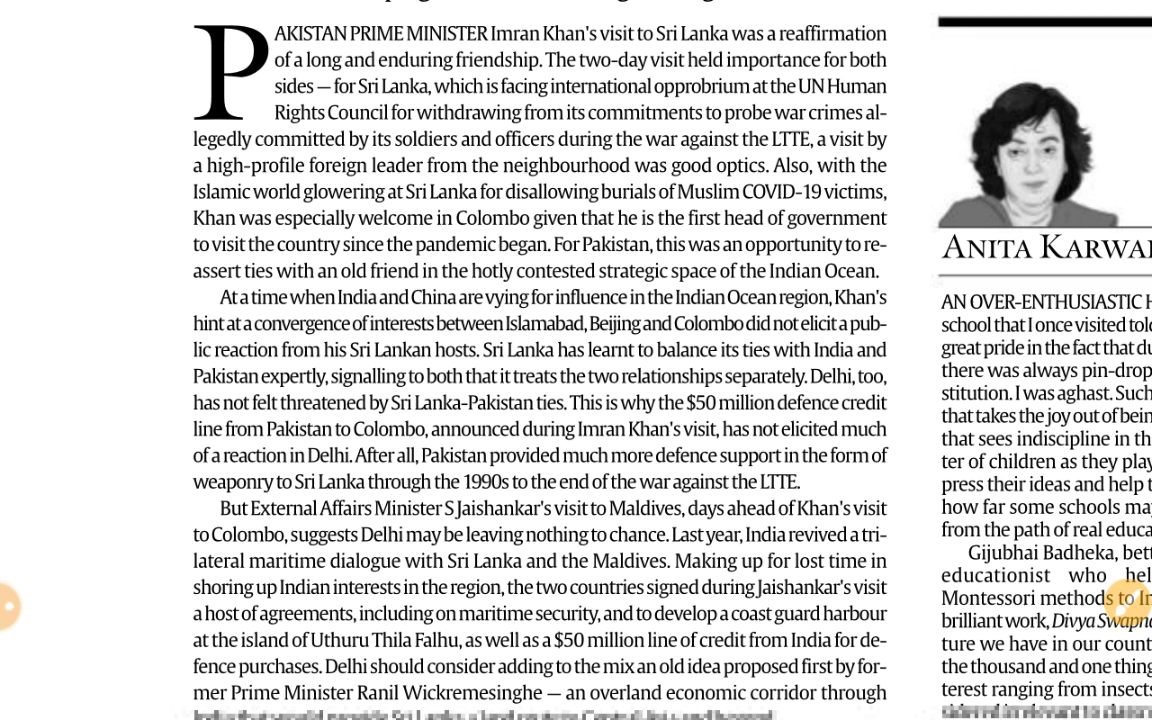 PAKISTAN PRIME MINISTER Imran Khan's visit to Sri Lanka was a reaffirmation
of a long and enduring friendship. The two-day visit held importance for both
sides — for Sri Lanka, which is facing international opprobrium at the UN Human
Rights Council for withdrawing from its commitments to probe war crimes al-
legedly committed by its soldiers and officers during the war against the LTTE, a visit by
a high-profile foreign leader from the neighbourhood was good optics. Also, with the
Islamic world glowering at Sri Lanka for disallowing burials of Muslim COVID-19 victims,
Khan was especially welcome in Colombo given that he is the first head of government
to visit the country since the pandemic began. For Pakistan, this was an opportunity to re-
assert ties with an old friend in the hotly contested strategic space of the Indian Ocean.
At a time when India and China are vying for influence in the Indian Ocean region, Khan's
hint at a convergence of interests between Islamabad, Beijing and Colombo did not elicit a pub-
lic reaction from his Sri Lankan hosts. Sri Lanka has learnt to balance its ties with India and
Pakistan expertly, signalling to both that it treats the two relationships separately. Delhi, too,
has not felt threatened by Sri Lanka-Pakistan ties. This is why the $50 million defence credit
line from Pakistan to Colombo, announced during Imran Khan's visit, has not elicited much
of a reaction in Delhi. After all, Pakistan provided much more defence support in the form of
weaponry to Sri Lanka through the 1990s to the end of the war against the LTTE.
But External Affairs Minister S Jaishankar's visit to Maldives, days ahead of Khan's visit
to Colombo, suggests Delhi may be leaving nothing to chance. Last year, India revived a tri-
lateral maritime dialogue with Sri Lanka and the Maldives. Making up for lost time in
shoring up Indian interests in the region, the two countries signed during Jaishankar's visit
a host of agreements, including on maritime security, and to develop a coast guard harbour
at the island of Uthuru Thila Falhu, as well as a $50 million line of credit from India for de-
fence purchases. Delhi should consider adding to the mix an old idea proposed first by for-
mer Prime Minister Ranil Wickremesinghe — an overland economic corridor through
ANITA KARWA
AN OVER-ENTHUSIASTIC
school that I once visited told
great pride in the fact that du
there was always pin-drop
stitution. I was aghast. Such
that takes the joy out of bein
that sees indiscipline in th
ter of children as they play
press their ideas and help t
how far some schools may
from the path of real educa
Gijubhai Badheka, bett
educationist who hel
Montessori methods to In
brilliant work, Divya Swapna
ture we have in our count
the thousand and one thing
terest ranging from insects